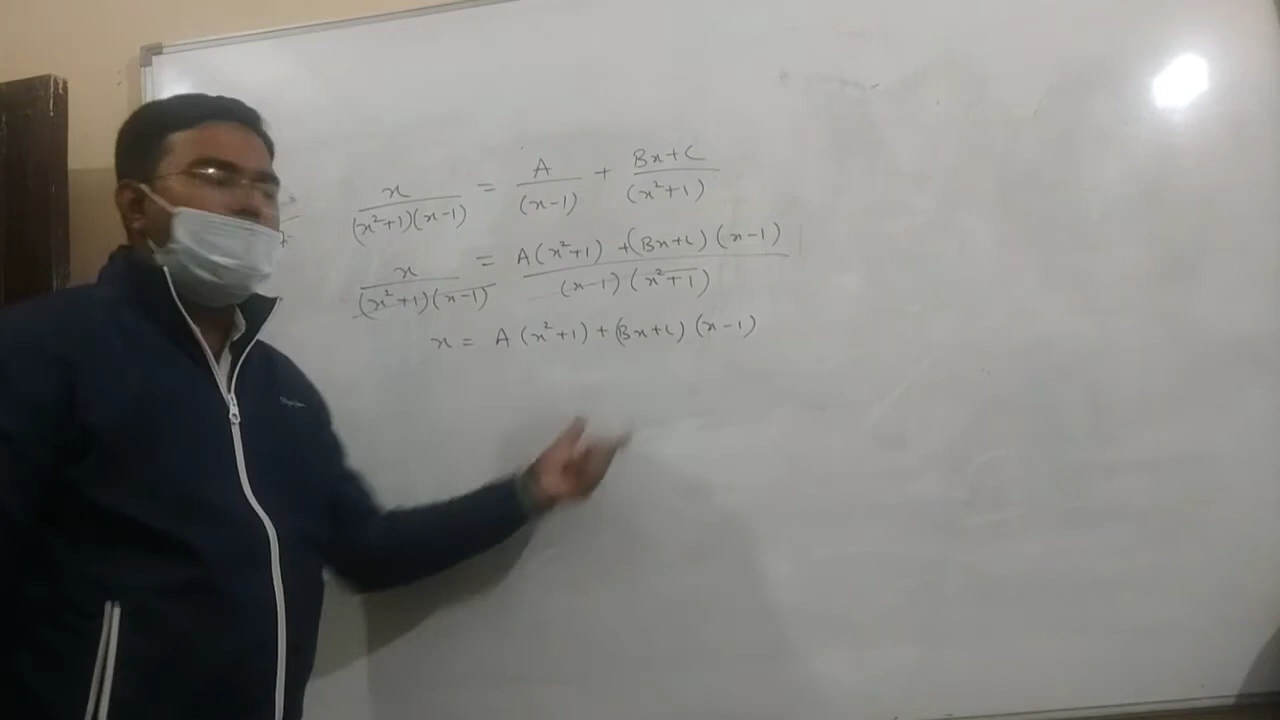 x/((x²+1)(x-1)) = A/(x-1) + (Bx+C)/(x²+1)
x/((x²+1)(x-1)) = (A(x²+1) + (Bx+C)(x-1))/((x-1)(x²+1))
x = A(x²+1) + (Bx+C)(x-1)